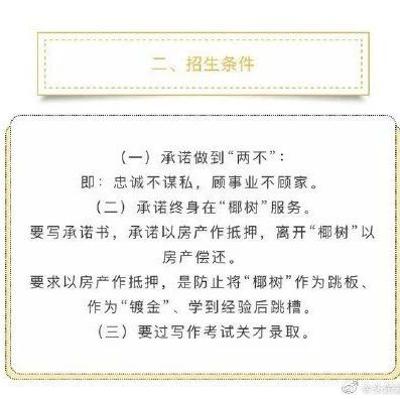 二、招生条件
（一）承诺做到“两不”：
即：忠诚不谋私，顾事业不顾家。
（二）承诺终身在“椰树”服务。
要写承诺书，承诺以房产作抵押，离开“椰树”以
房产偿还。
要求以房产作抵押，是防止将“椰树”作为跳板、
作为“镀金”、学到经验后跳槽。
（三）要过写作考试关才录取。